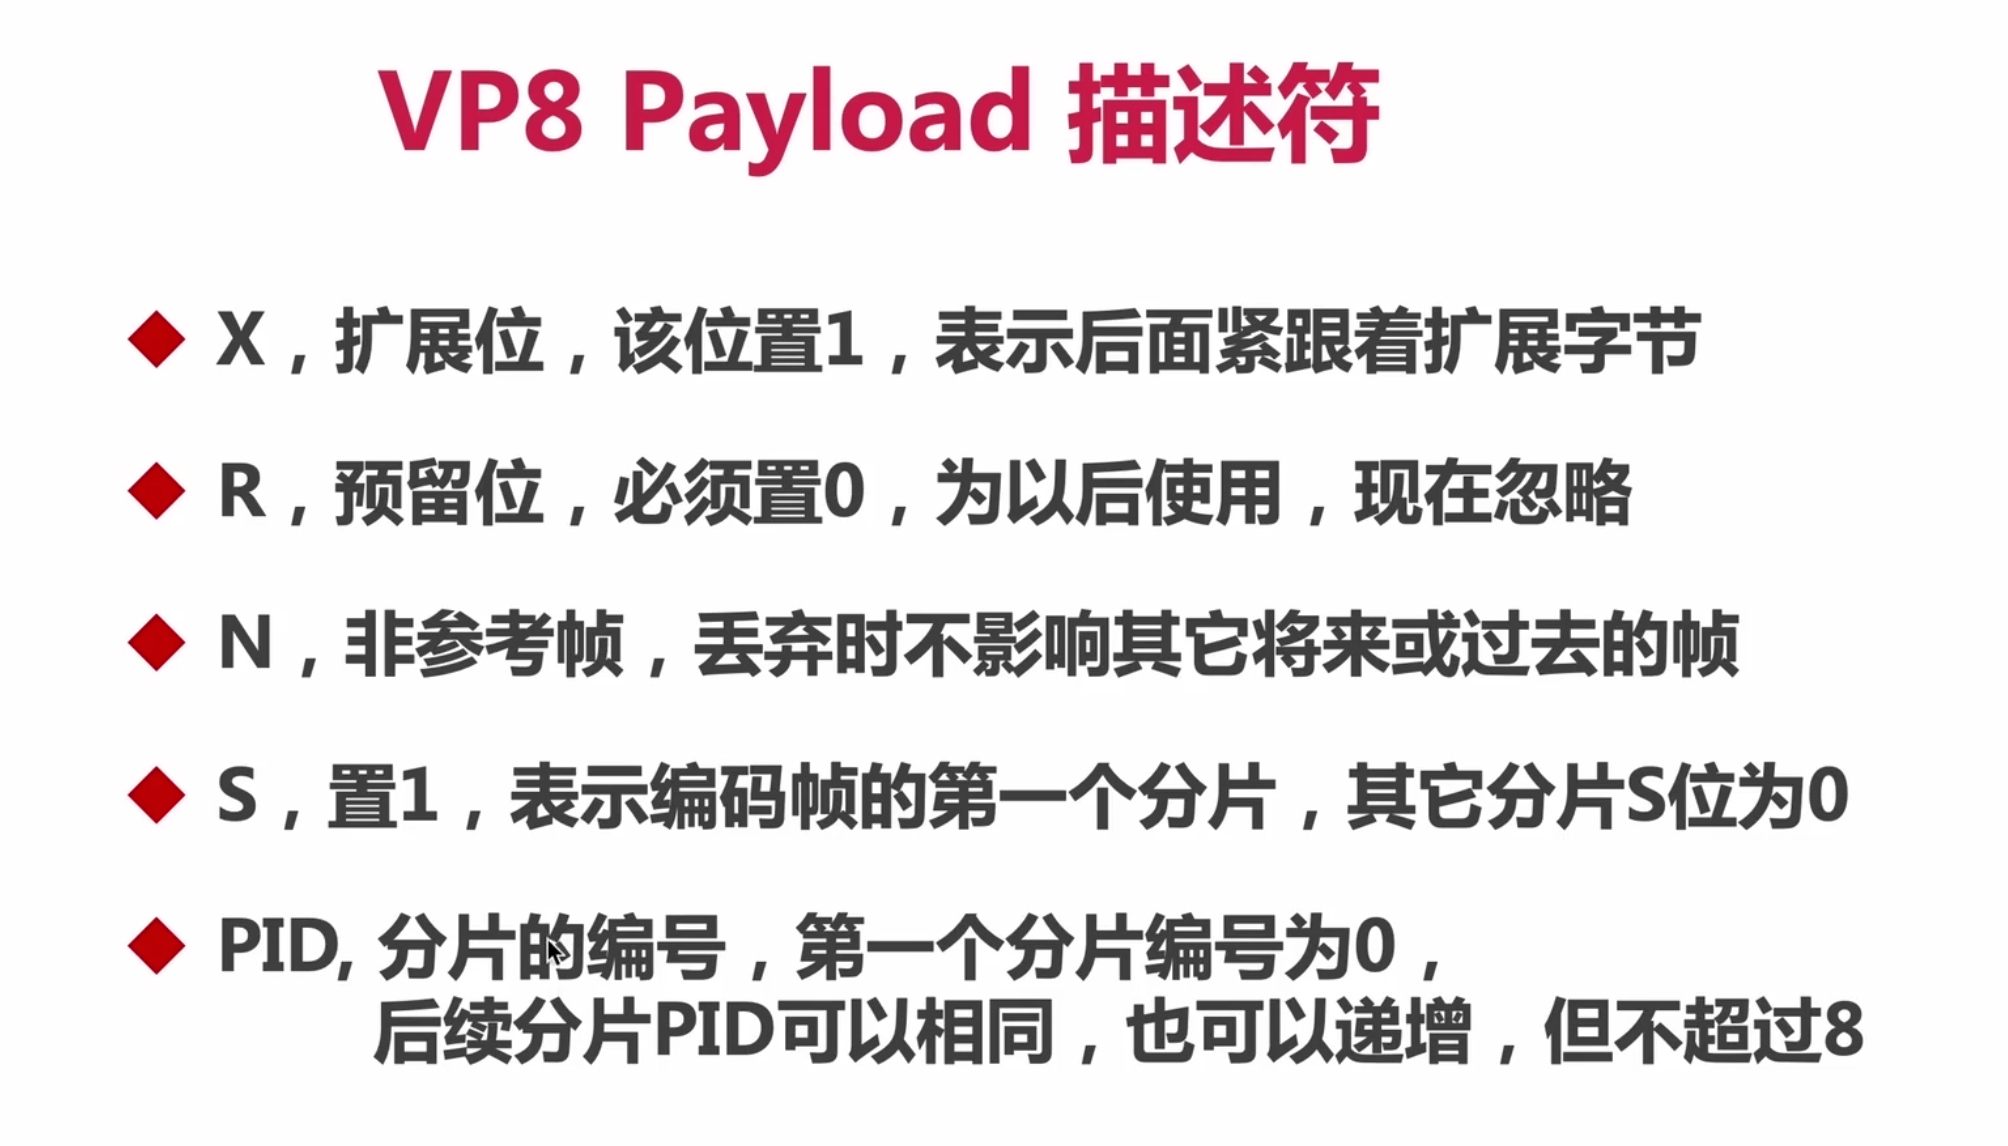 VP8 Payload 描述符
X，扩展位，该位置1，表示后面紧跟着扩展字节
R，预留位，必须置0，为以后使用，现在忽略
N，非参考帧，丢弃时不影响其它将来或过去的帧
S，置1，表示编码帧的第一个分片，其它分片S位为0
PID, 分片的编号，第一个分片编号为0，
后续分片PID可以相同，也可以递增，但不超过8